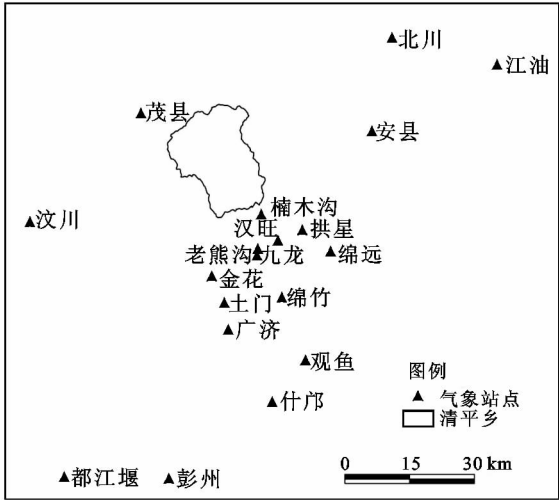 北川
江油
茂县
安县
楠木沟
汶川
汉旺
拱星
老熊沟
九龙
绵远
金花
土门
绵竹
广济
观鱼
图例
气象站点
什邡
清平乡
0 15 30 km
都江堰
彭州